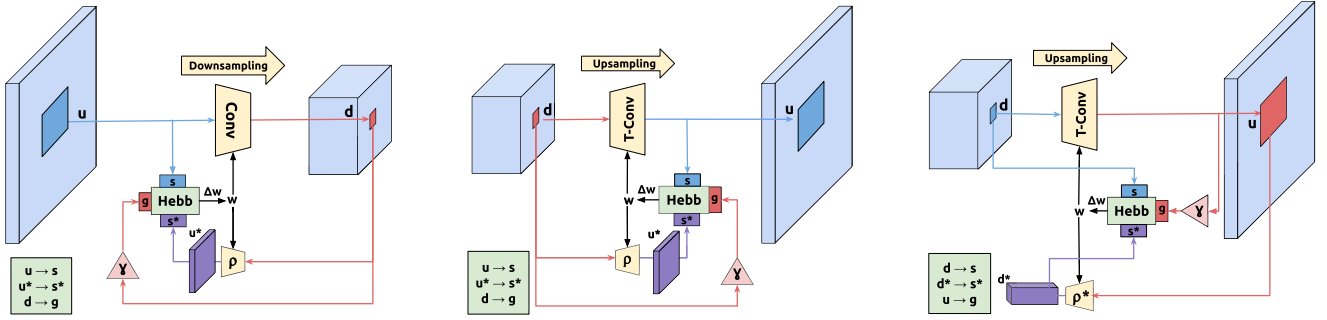 Downsampling
u
Conv
d
s
g
Hebb
Δw
w
s*
u*
ρ
γ
u → s
u* → s*
d → g
Upsampling
d
T-Conv
u
s
Δw
w
Hebb
g
s*
u*
ρ
γ
u → s
u* → s*
d → g
Upsampling
d
T-Conv
u
s
Δw
w
Hebb
g
γ
s*
d*
ρ*
d → s
d* → s*
u → g